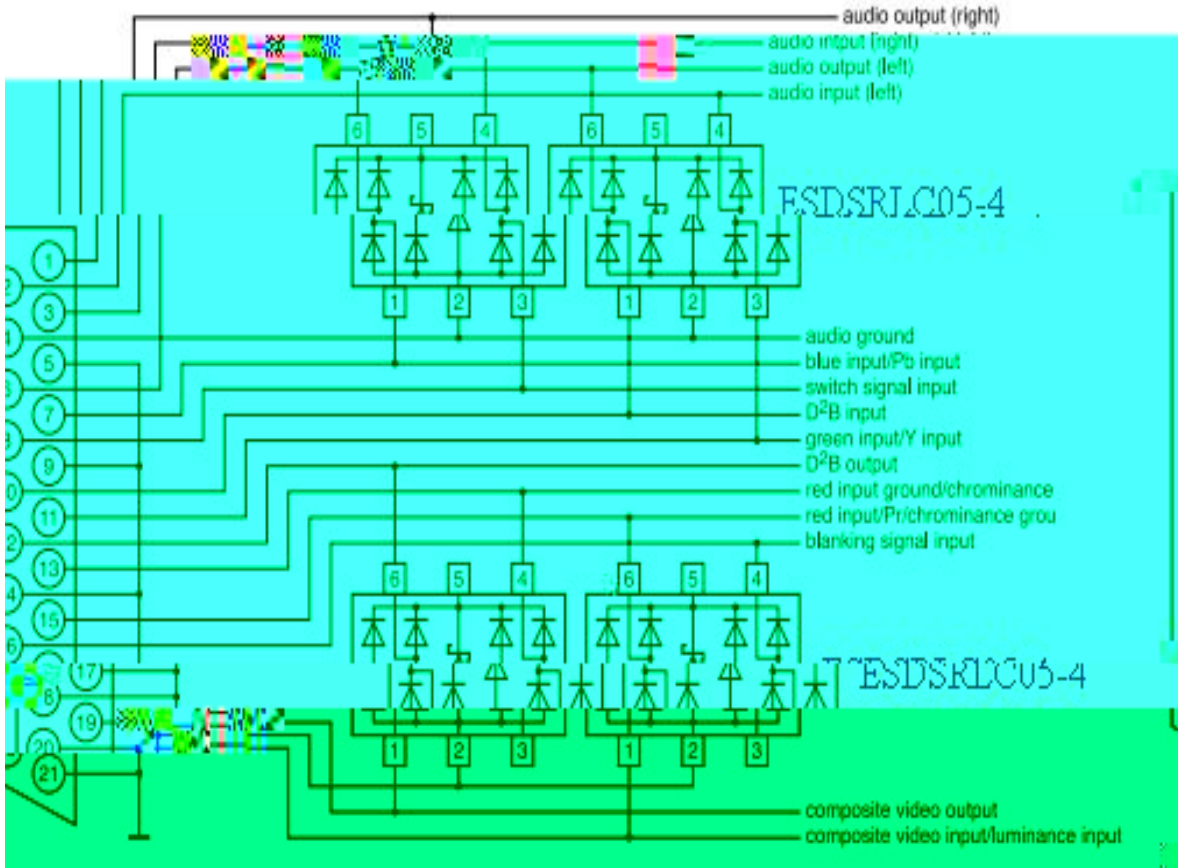 audio output (right)
audio intput (right)
audio output (left)
audio input (left)
6 5 4 6 5 4
ESDSRLC05-4
1
2
3
1 2 3 1 2 3
audio ground
5
blue input/Pb input
switch signal input
7
D²B input
green input/Y input
9
D²B output
red input ground/chrominance
11
red input/Pr/chrominance grou
blanking signal input
13
6 5 4 6 5 4
15
17
ESDSRLC05-4
19
20
1 2 3 1 2 3
21
composite video output
composite video input/luminance input